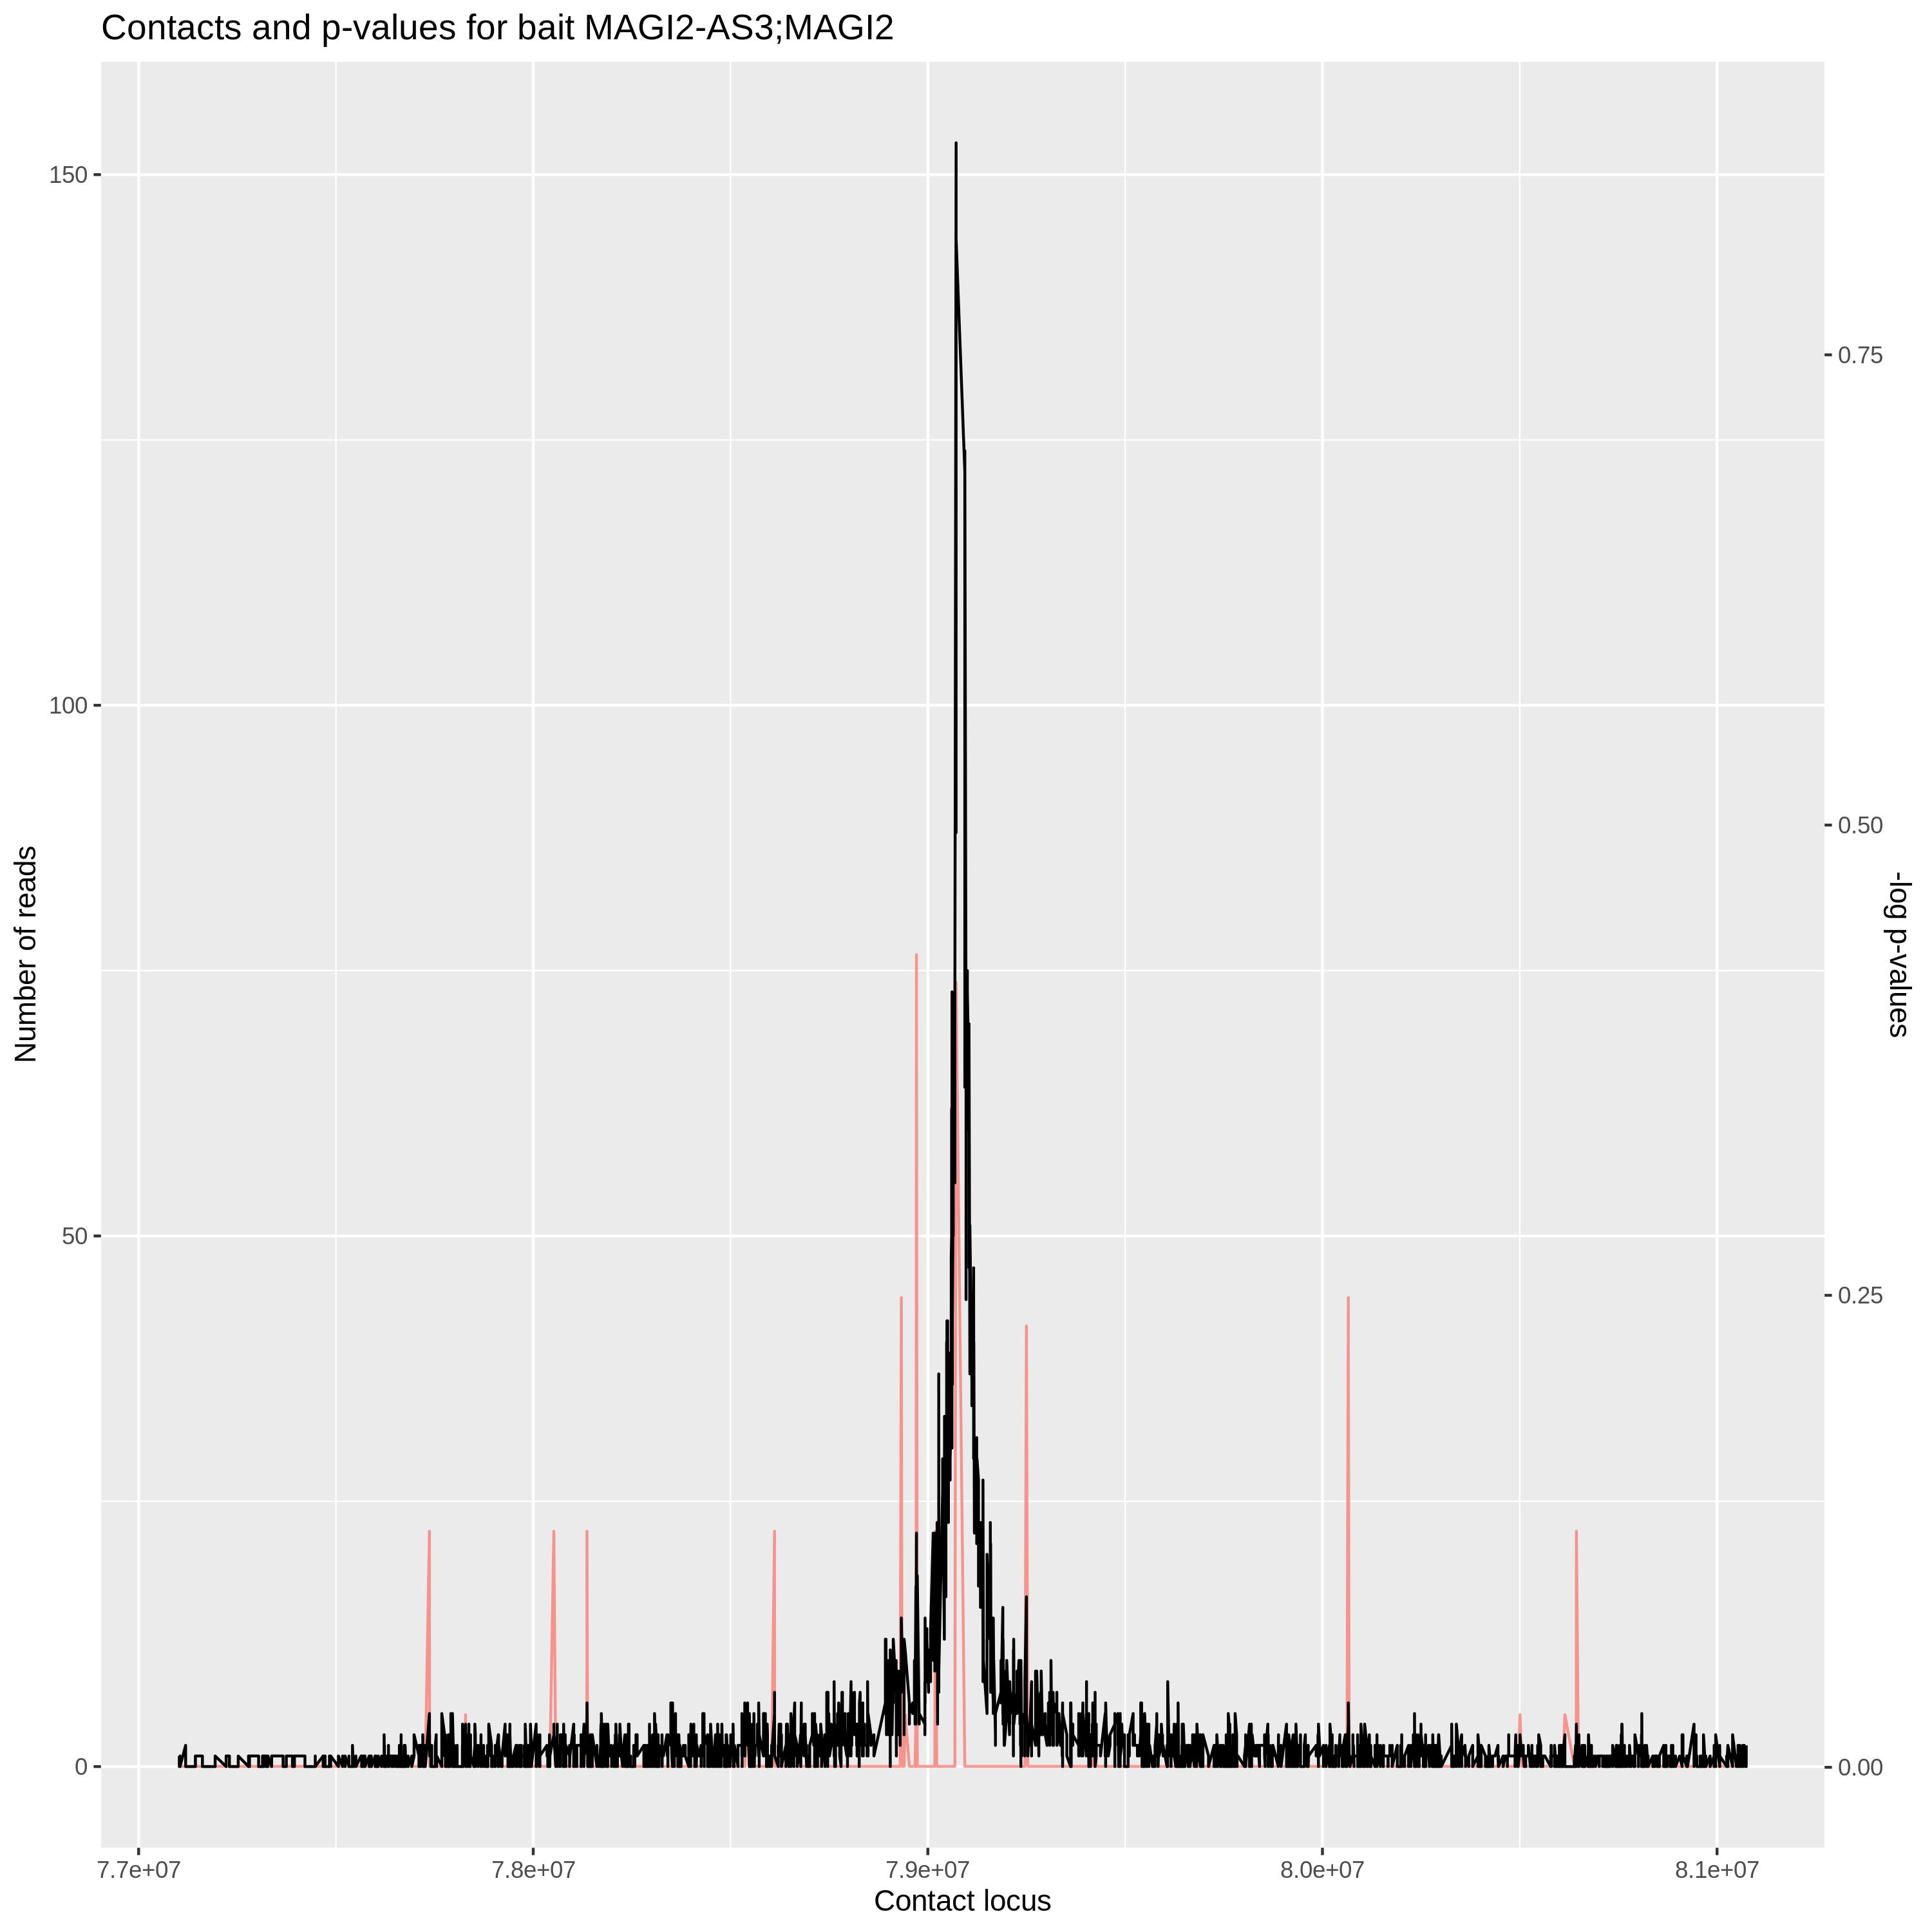 Contacts and p-values for bait MAGI2-AS3;MAGI2
150
100
50
0
Number of reads
0.75
0.50
0.25
0.00
-log p-values
7.7e+07
7.8e+07
7.9e+07
8.0e+07
8.1e+07
Contact locus